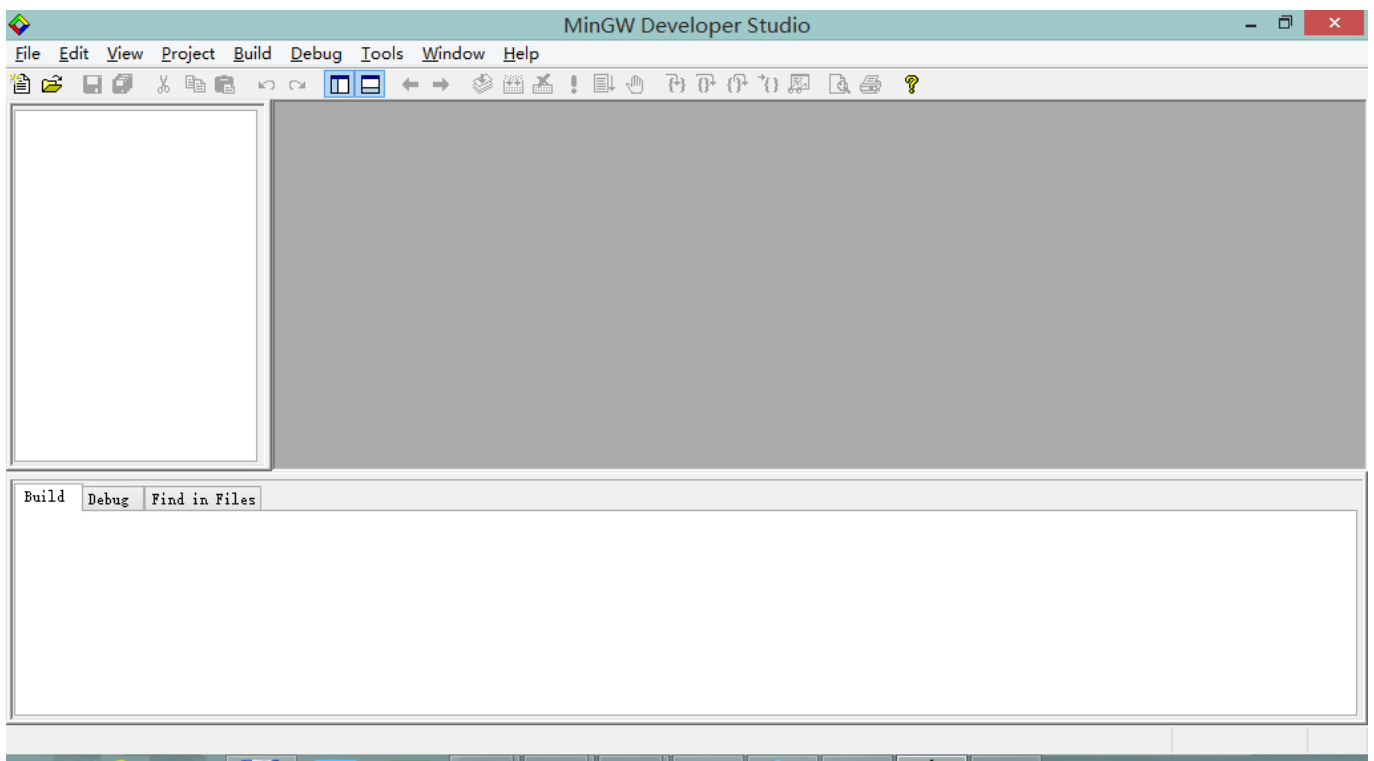 MinGW Developer Studio
File Edit View Project Build Debug Tools Window Help
Build Debug Find in Files